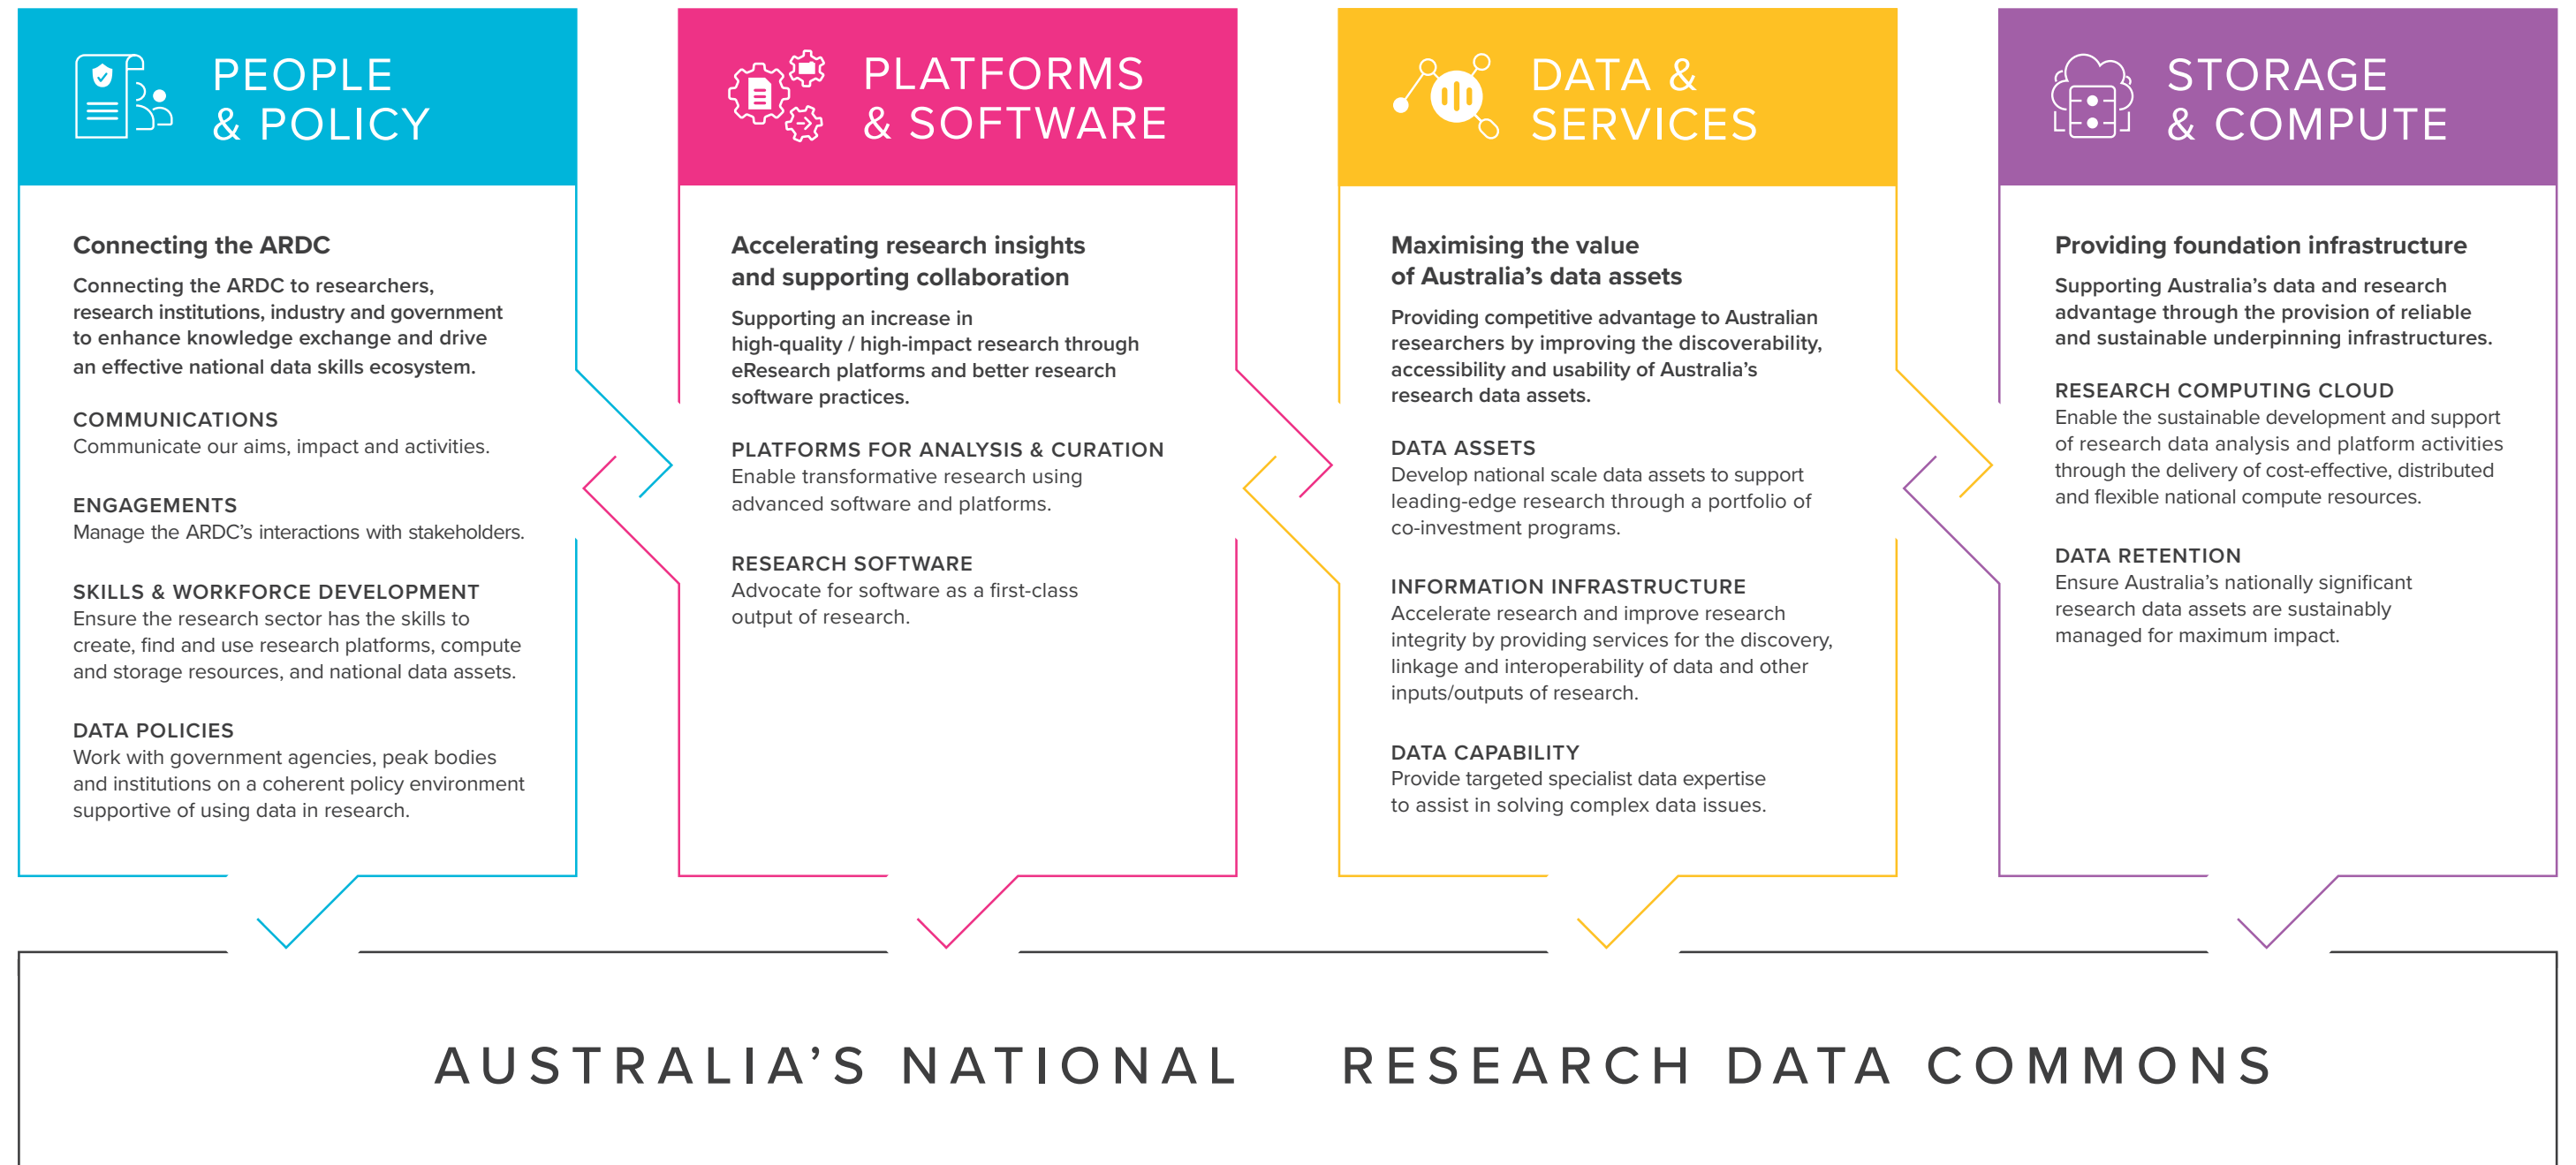 PEOPLE
& POLICY
Connecting the ARDC
Connecting the ARDC to researchers,
research institutions, industry and government
to enhance knowledge exchange and drive
an effective national data skills ecosystem.
COMMUNICATIONS
Communicate our aims, impact and activities.
ENGAGEMENTS
Manage the ARDC’s interactions with stakeholders.
SKILLS & WORKFORCE DEVELOPMENT
Ensure the research sector has the skills to
create, find and use research platforms, compute
and storage resources, and national data assets.
DATA POLICIES
Work with government agencies, peak bodies
and institutions on a coherent policy environment
supportive of using data in research.
PLATFORMS
& SOFTWARE
Accelerating research insights
and supporting collaboration
Supporting an increase in
high-quality / high-impact research through
eResearch platforms and better research
software practices.
PLATFORMS FOR ANALYSIS & CURATION
Enable transformative research using
advanced software and platforms.
RESEARCH SOFTWARE
Advocate for software as a first-class
output of research.
DATA &
SERVICES
Maximising the value
of Australia’s data assets
Providing competitive advantage to Australian
researchers by improving the discoverability,
accessibility and usability of Australia’s
research data assets.
DATA ASSETS
Develop national scale data assets to support
leading-edge research through a portfolio of
co-investment programs.
INFORMATION INFRASTRUCTURE
Accelerate research and improve research
integrity by providing services for the discovery,
linkage and interoperability of data and other
inputs/outputs of research.
DATA CAPABILITY
Provide targeted specialist data expertise
to assist in solving complex data issues.
STORAGE
& COMPUTE
Providing foundation infrastructure
Supporting Australia’s data and research
advantage through the provision of reliable
and sustainable underpinning infrastructures.
RESEARCH COMPUTING CLOUD
Enable the sustainable development and support
of research data analysis and platform activities
through the delivery of cost-effective, distributed
and flexible national compute resources.
DATA RETENTION
Ensure Australia’s nationally significant
research data assets are sustainably
managed for maximum impact.
AUSTRALIA’S NATIONAL RESEARCH DATA COMMONS